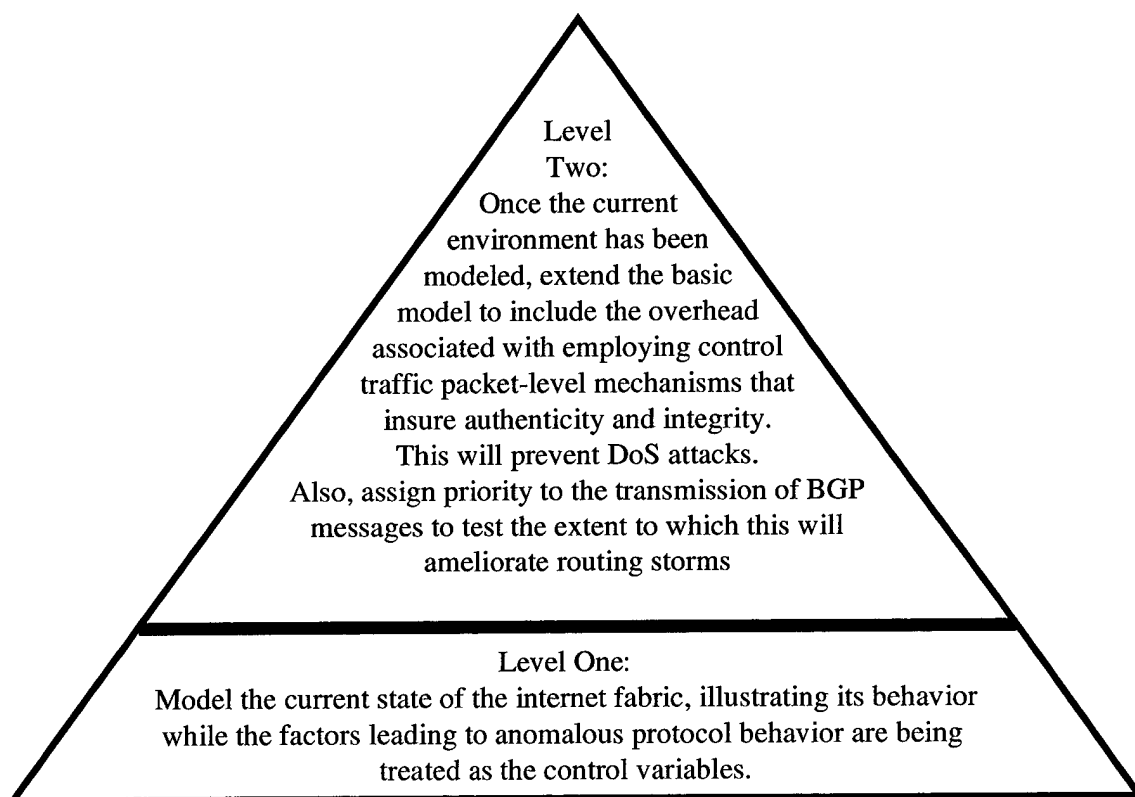 Level
Two:
Once the current
environment has been
modeled, extend the basic
model to include the overhead
associated with employing control
traffic packet-level mechanisms that
insure authenticity and integrity.
This will prevent DoS attacks.
Also, assign priority to the transmission of BGP
messages to test the extent to which this will
ameliorate routing storms
Level One:
Model the current state of the internet fabric, illustrating its behavior
while the factors leading to anomalous protocol behavior are being
treated as the control variables.